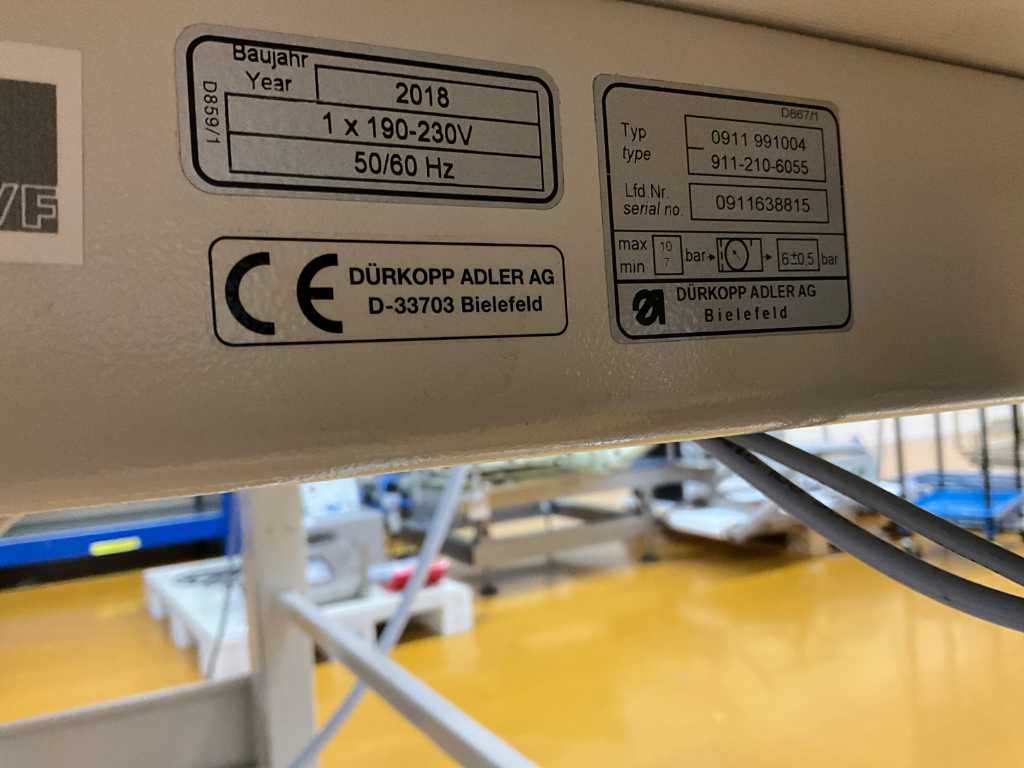 Baujahr
Year
2018
D859/1
1 x 190-230V
50/60 Hz
CE DÜRKOPP ADLER AG
D-33703 Bielefeld
D867/1
Typ
type
0911 991004
911-210-6055
Lfd.Nr.
serial no.
0911638815
max 10
min 7
bar
6±0,5 bar
DÜRKOPP ADLER AG
Bielefeld